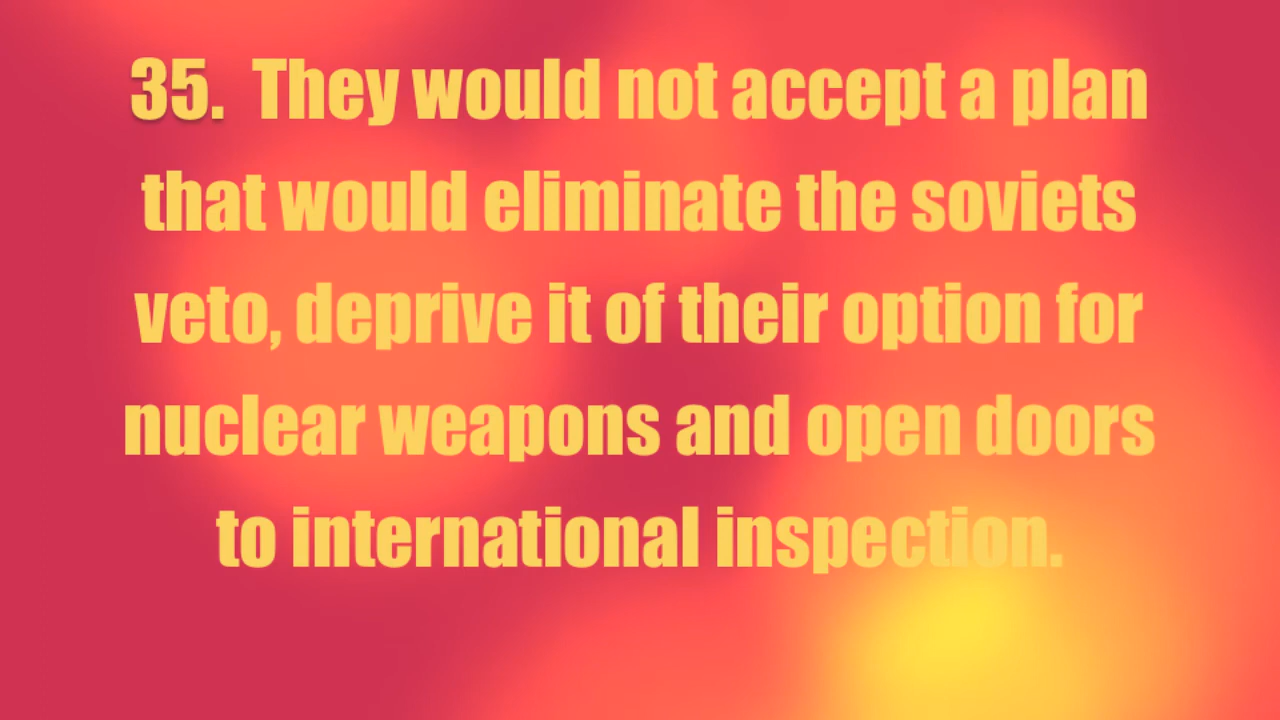 35. They would not accept a plan
that would eliminate the soviets
veto, deprive it of their option for
nuclear weapons and open doors
to international inspection.